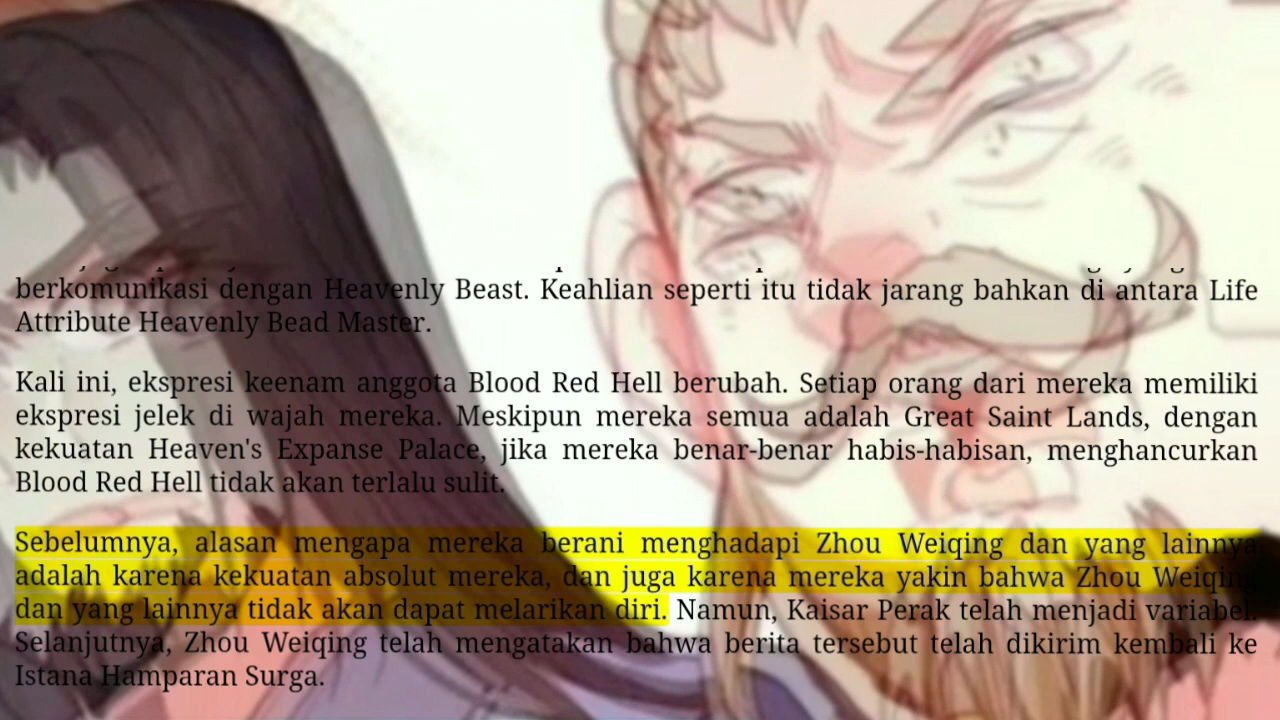 berkomunikasi dengan Heavenly Beast. Keahlian seperti itu tidak jarang bahkan di antara Life
Attribute Heavenly Bead Master.
Kali ini, ekspresi keenam anggota Blood Red Hell berubah. Setiap orang dari mereka memiliki
ekspresi jelek di wajah mereka. Meskipun mereka semua adalah Great Saint Lands, dengan
kekuatan Heaven's Expanse Palace, jika mereka benar-benar habis-habisan, menghancurkan
Blood Red Hell tidak akan terlalu sulit.
Sebelumnya, alasan mengapa mereka berani menghadapi Zhou Weiqing dan yang lainnya
adalah karena kekuatan absolut mereka, dan juga karena mereka yakin bahwa Zhou Weiqing
dan yang lainnya tidak akan dapat melarikan diri. Namun, Kaisar Perak telah menjadi variabel.
Selanjutnya, Zhou Weiqing telah mengatakan bahwa berita tersebut telah dikirim kembali ke
Istana Hamparan Surga.